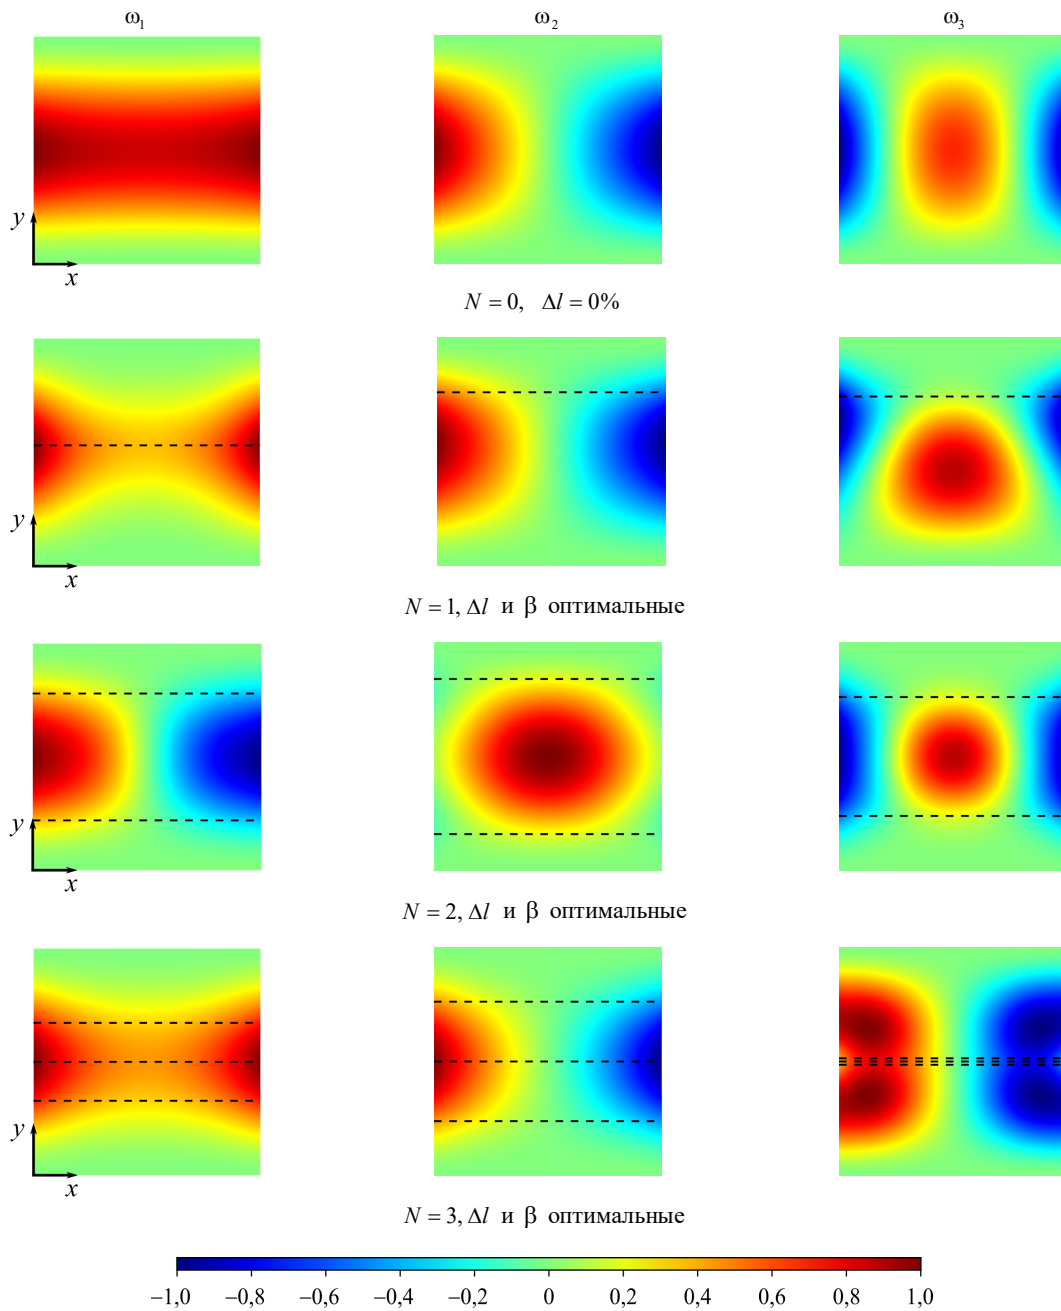 ω₁ ω₂ ω₃
y
x
N = 0, Δl = 0%
y
x
N = 1, Δl и β оптимальные
y
x
N = 2, Δl и β оптимальные
y
x
N = 3, Δl и β оптимальные
−1,0 −0,8 −0,6 −0,4 −0,2 0 0,2 0,4 0,6 0,8 1,0